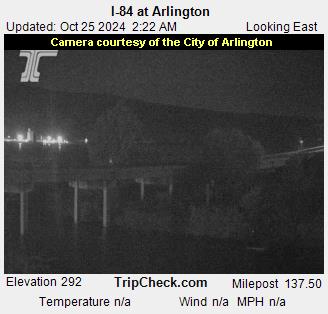 I-84 at Arlington
Updated: Oct 25 2024 2:22 AM Looking East
Camera courtesy of the City of Arlington
Elevation 292 TripCheck.com Milepost 137.50
Temperature n/a Wind n/a MPH n/a